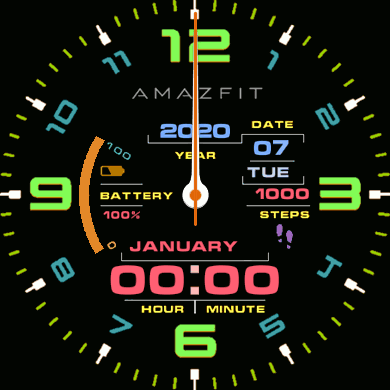 12
11
1
AMAZFIT
10
2
2020
DATE
YEAR
07
100
TUE
9
BATTERY
1000
3
100%
STEPS
0
JANUARY
8
4
00:00
HOUR
MINUTE
7
5
6